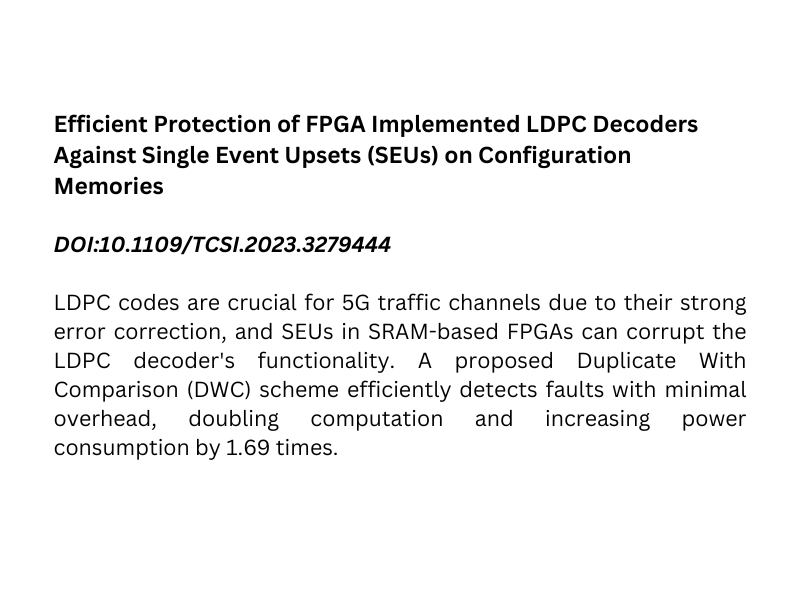 Efficient Protection of FPGA Implemented LDPC Decoders
Against Single Event Upsets (SEUs) on Configuration
Memories
DOI:10.1109/TCSI.2023.3279444
LDPC codes are crucial for 5G traffic channels due to their strong
error correction, and SEUs in SRAM-based FPGAs can corrupt the
LDPC decoder's functionality. A proposed Duplicate With
Comparison (DWC) scheme efficiently detects faults with minimal
overhead, doubling computation and increasing power
consumption by 1.69 times.